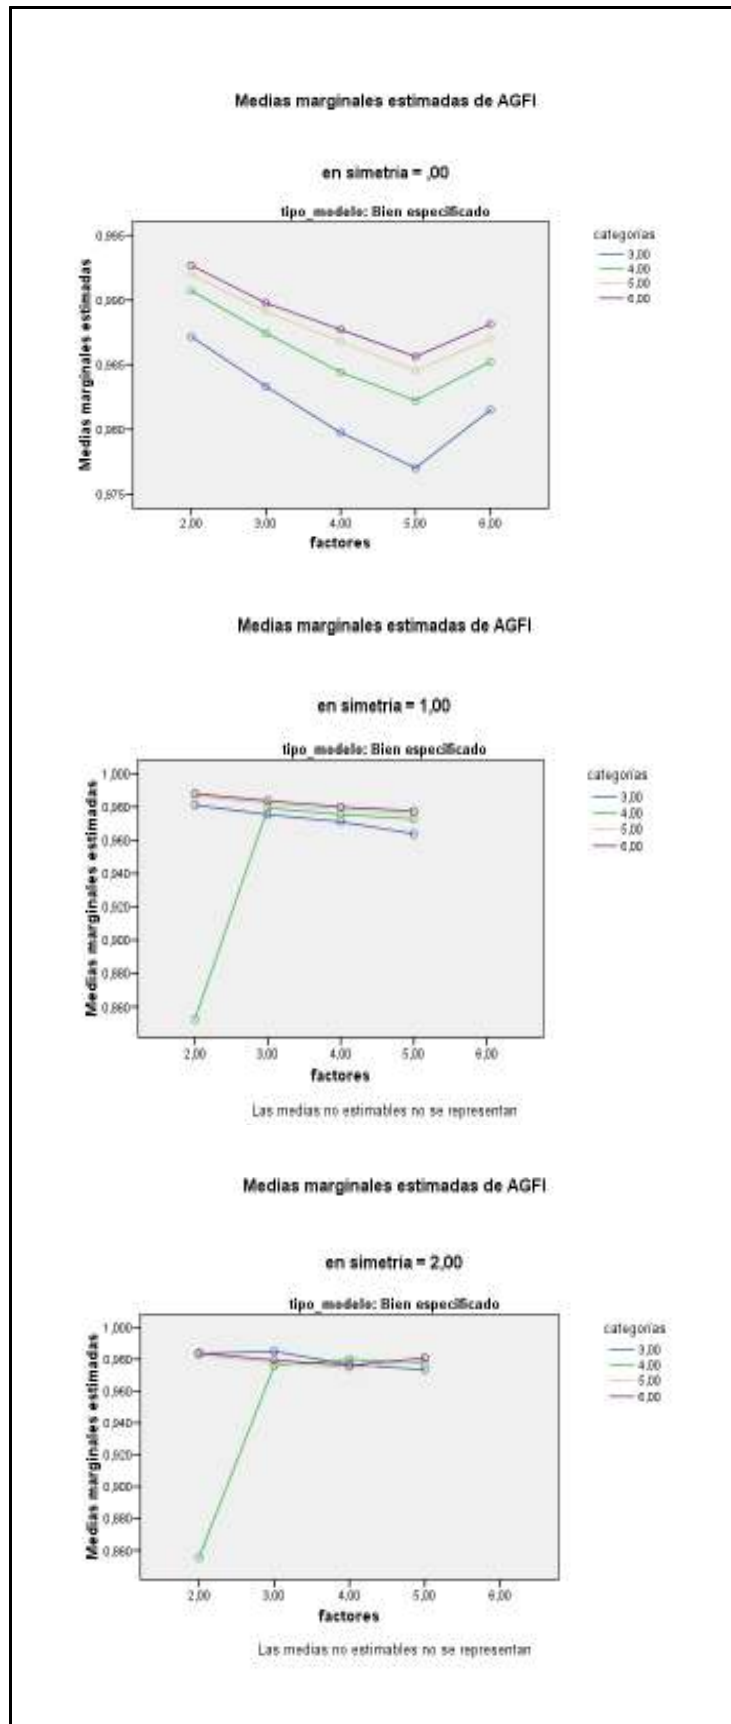 Medias marginales estimadas de AGFI
en simetria = ,00
tipo_modelo: Bien especificado
Medias marginales estimadas
0,995
0,990
0,985
0,980
0,975
2,00 3,00 4,00 5,00 6,00
factores
categorías
3,00
4,00
5,00
6,00
Medias marginales estimadas de AGFI
en simetria = 1,00
tipo_modelo: Bien especificado
Medias marginales estimadas
1,000
0,980
0,960
0,940
0,920
0,900
0,880
0,860
2,00 3,00 4,00 5,00 6,00
factores
categorías
3,00
4,00
5,00
6,00
Las medias no estimables no se representan
Medias marginales estimadas de AGFI
en simetria = 2,00
tipo_modelo: Bien especificado
Medias marginales estimadas
1,000
0,980
0,960
0,940
0,920
0,900
0,880
0,860
2,00 3,00 4,00 5,00 6,00
factores
categorías
3,00
4,00
5,00
6,00
Las medias no estimables no se representan